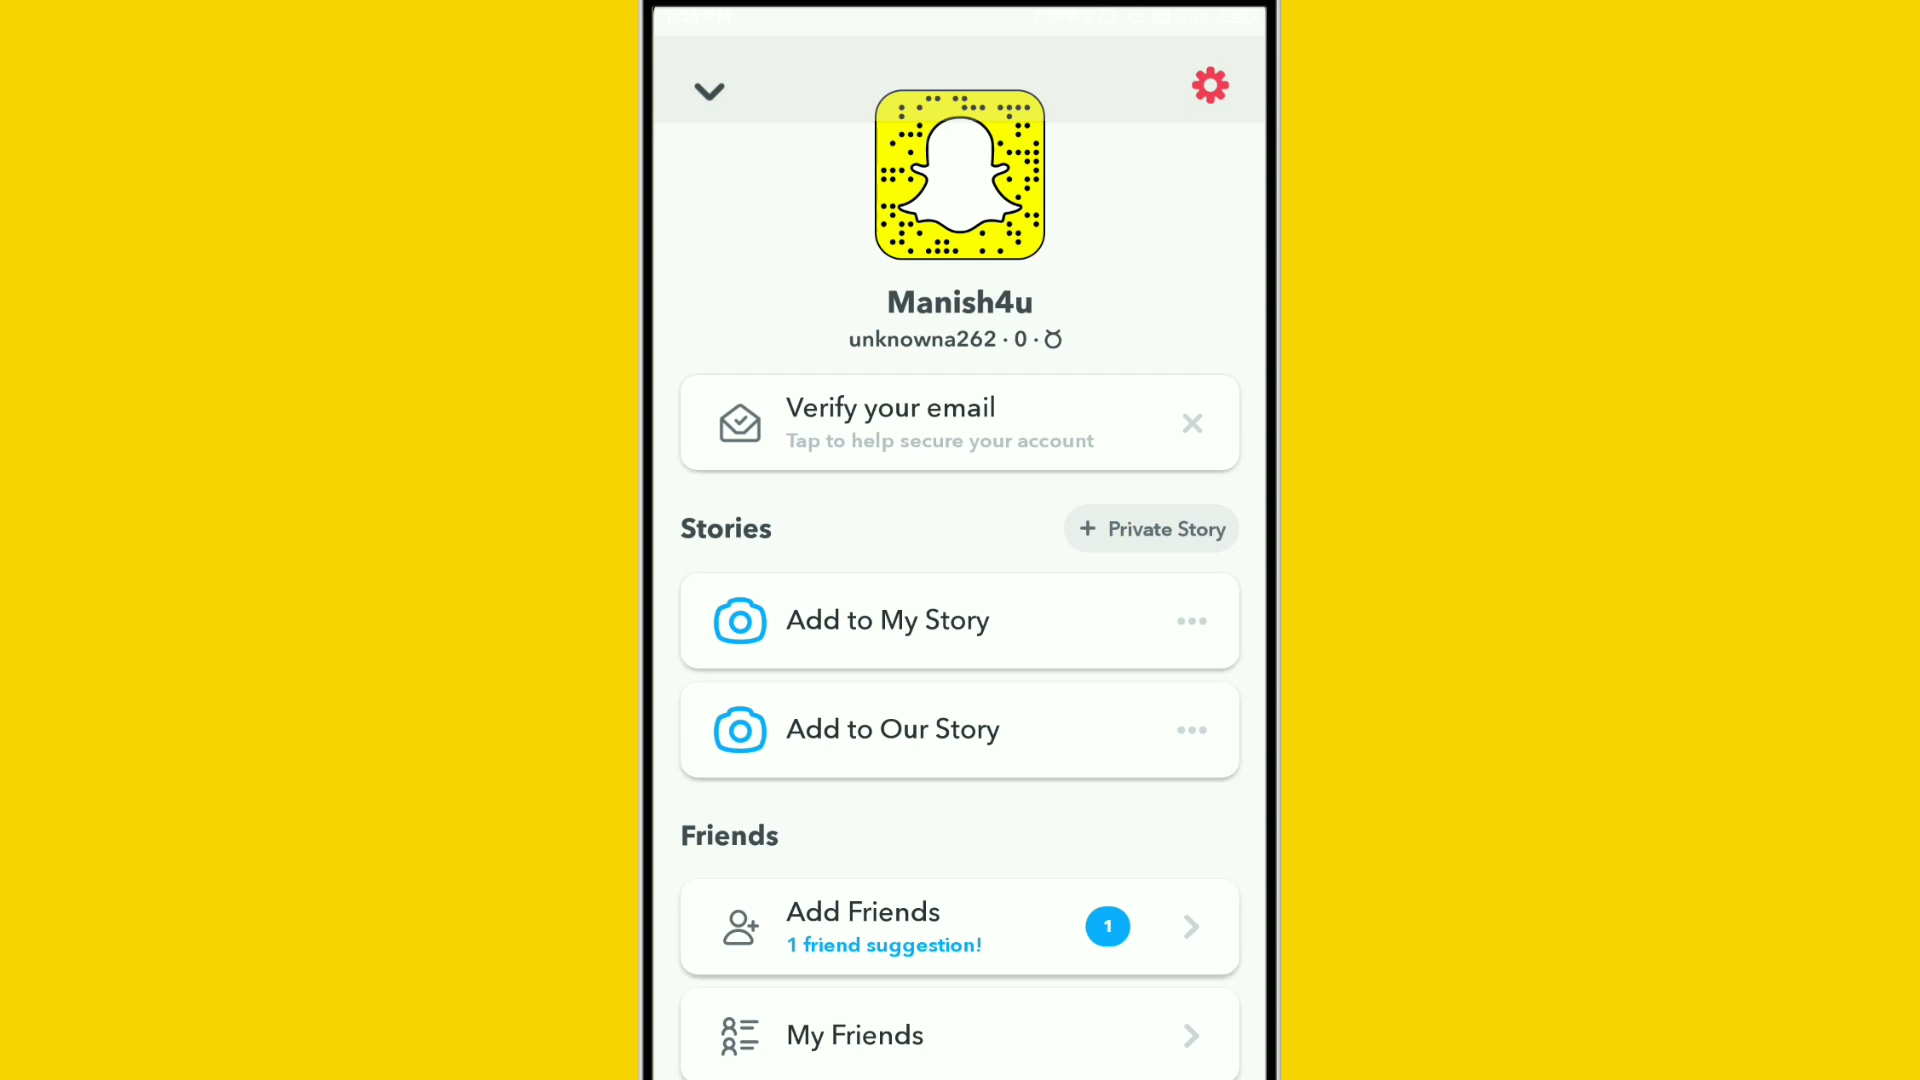 Manish4u
unknowna262 · 0 · ♉
Verify your email
Tap to help secure your account
Stories
+ Private Story
Add to My Story
Add to Our Story
Friends
Add Friends
1 friend suggestion!
1
My Friends